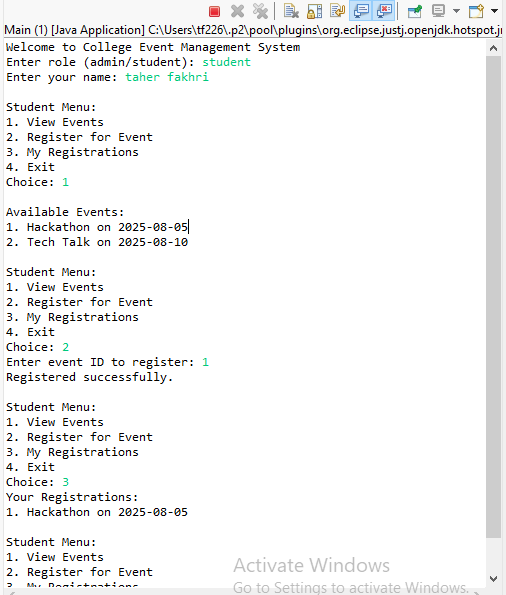 Main (1) [Java Application] C:\Users\tf226\.p2\pool\plugins\org.eclipse.justj.openjdk.hotspot.jr
Welcome to College Event Management System
Enter role (admin/student): student
Enter your name: taher fakhri

Student Menu:
1. View Events
2. Register for Event
3. My Registrations
4. Exit
Choice: 1

Available Events:
1. Hackathon on 2025-08-05
2. Tech Talk on 2025-08-10

Student Menu:
1. View Events
2. Register for Event
3. My Registrations
4. Exit
Choice: 2
Enter event ID to register: 1
Registered successfully.

Student Menu:
1. View Events
2. Register for Event
3. My Registrations
4. Exit
Choice: 3
Your Registrations:
1. Hackathon on 2025-08-05

Student Menu:
1. View Events
2. Register for Event
3. My Registrations
Activate Windows
Go to Settings to activate Windows.